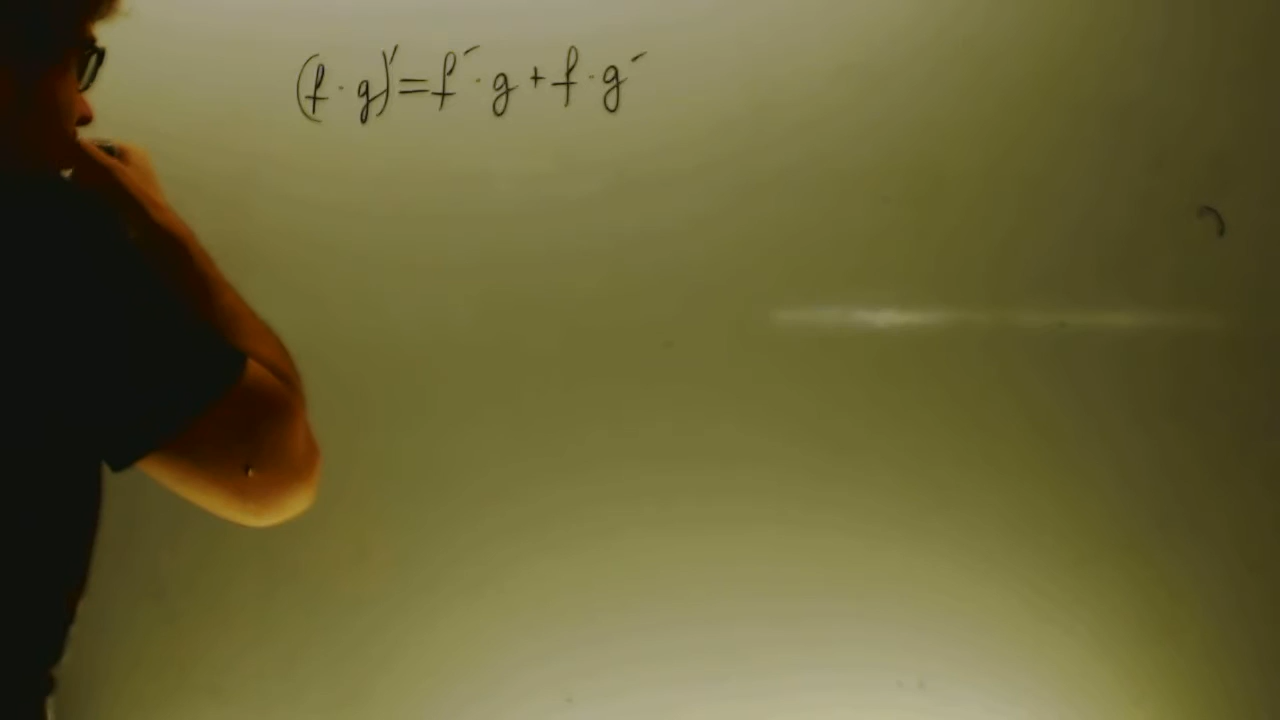 (f · g)' = f' · g + f · g'